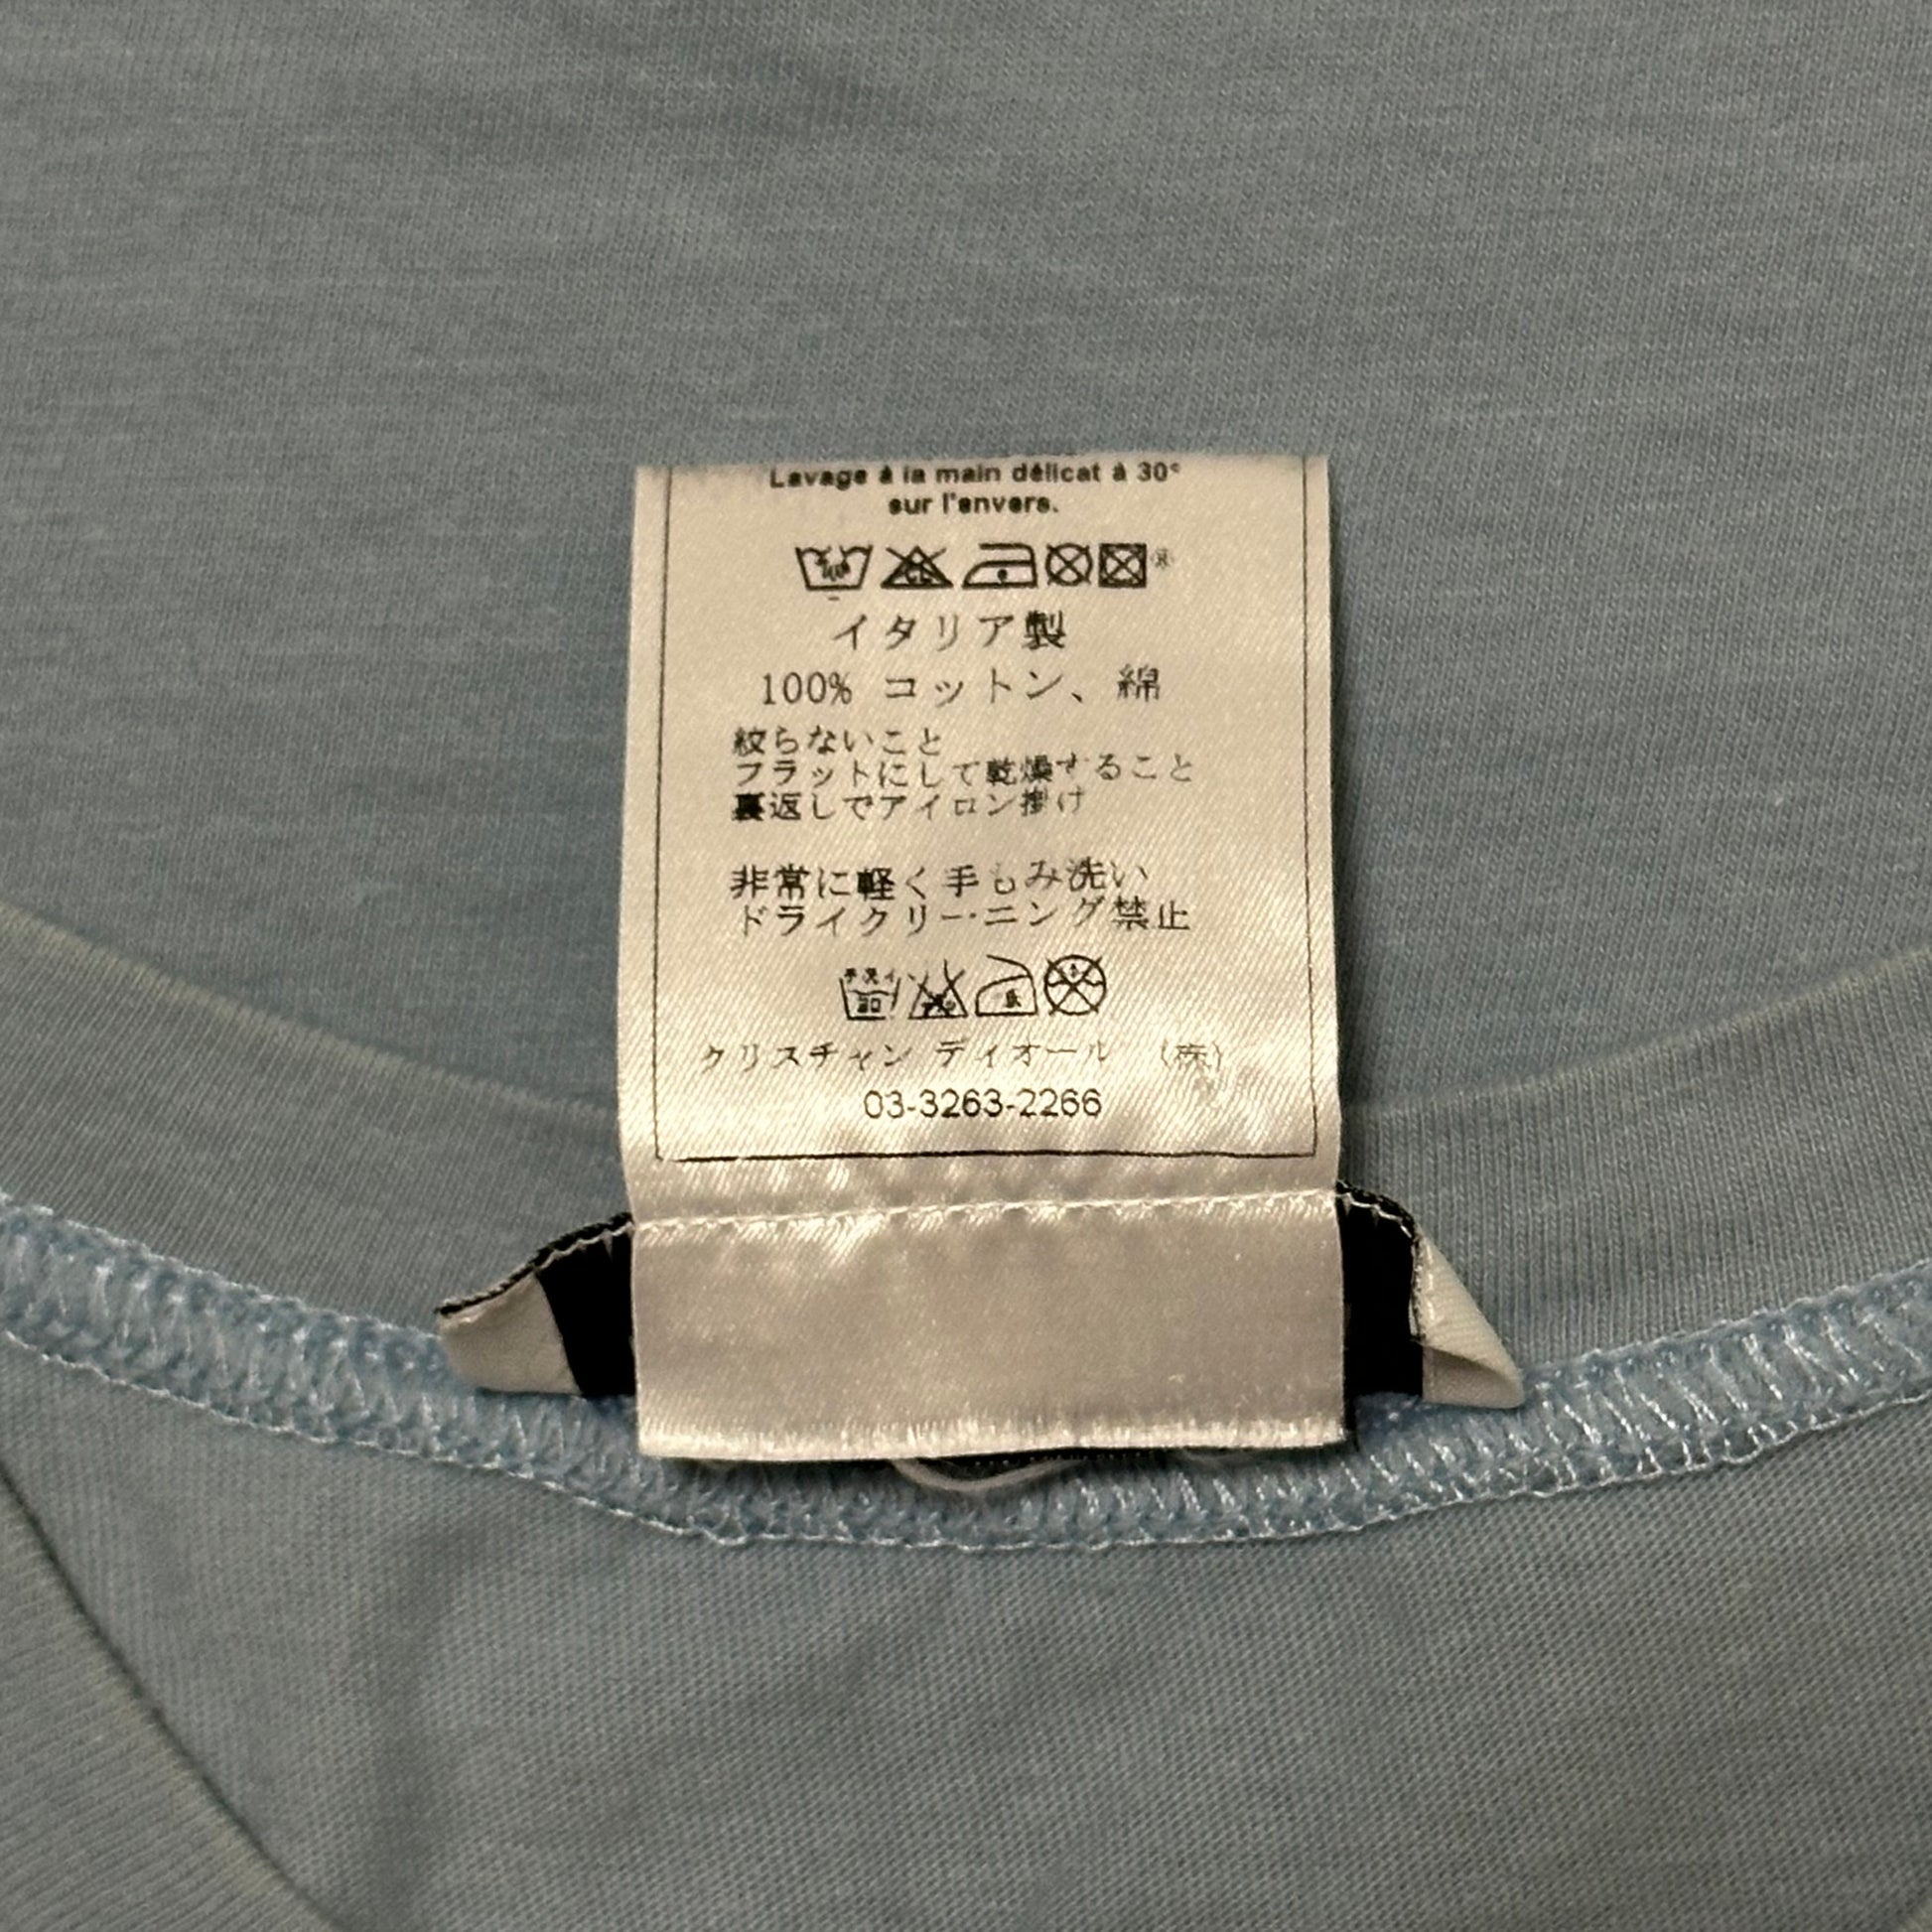 Lavage à la main délicat à 30°
sur l'envers.
イタリア製
100% コットン、綿
絞らないこと
フラットにして乾燥すること
裏返しでアイロン掛け
非常に軽く手もみ洗い
ドライクリーニング禁止
クリスチャン ディオール (株)
03-3263-2266